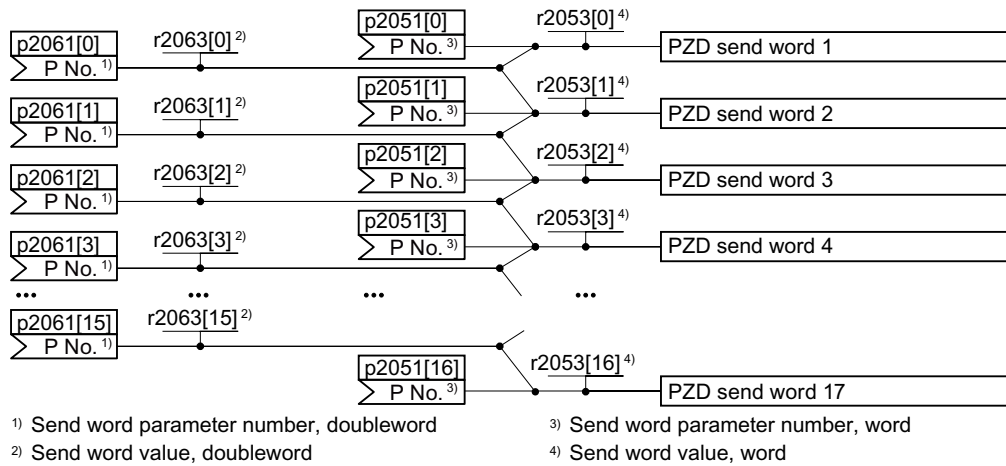 p2051[0]
r2053[0] 4)
p2061[0]
r2063[0] 2)
P No. 3)
PZD send word 1
P No. 1)
p2051[1]
r2053[1] 4)
p2061[1]
r2063[1] 2)
P No. 3)
PZD send word 2
P No. 1)
p2051[2]
r2053[2] 4)
p2061[2]
r2063[2] 2)
P No. 3)
PZD send word 3
P No. 1)
p2051[3]
r2053[3] 4)
p2061[3]
r2063[3] 2)
P No. 3)
PZD send word 4
P No. 1)
... ... ... ...
p2061[15]
r2063[15] 2)
P No. 1)
p2051[16]
r2053[16] 4)
P No. 3)
PZD send word 17
1) Send word parameter number, doubleword
3) Send word parameter number, word
2) Send word value, doubleword
4) Send word value, word